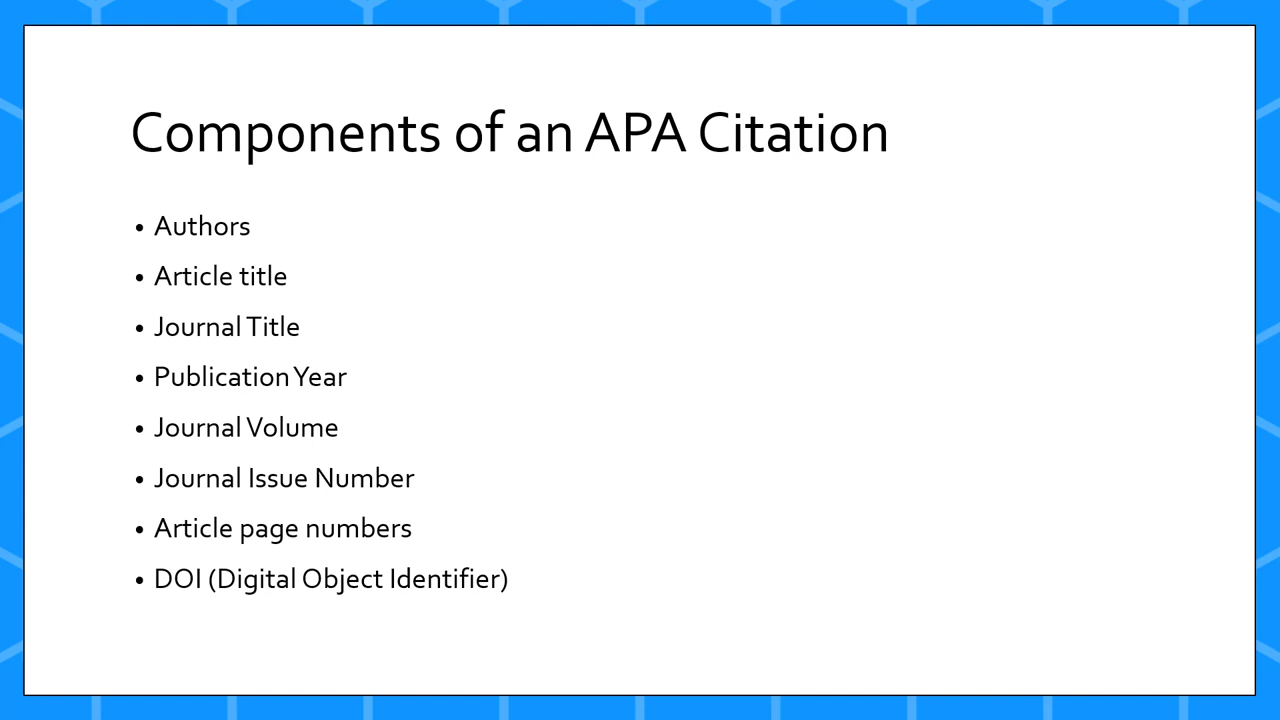 Components of an APA Citation
• Authors
• Article title
• Journal Title
• Publication Year
• Journal Volume
• Journal Issue Number
• Article page numbers
• DOI (Digital Object Identifier)